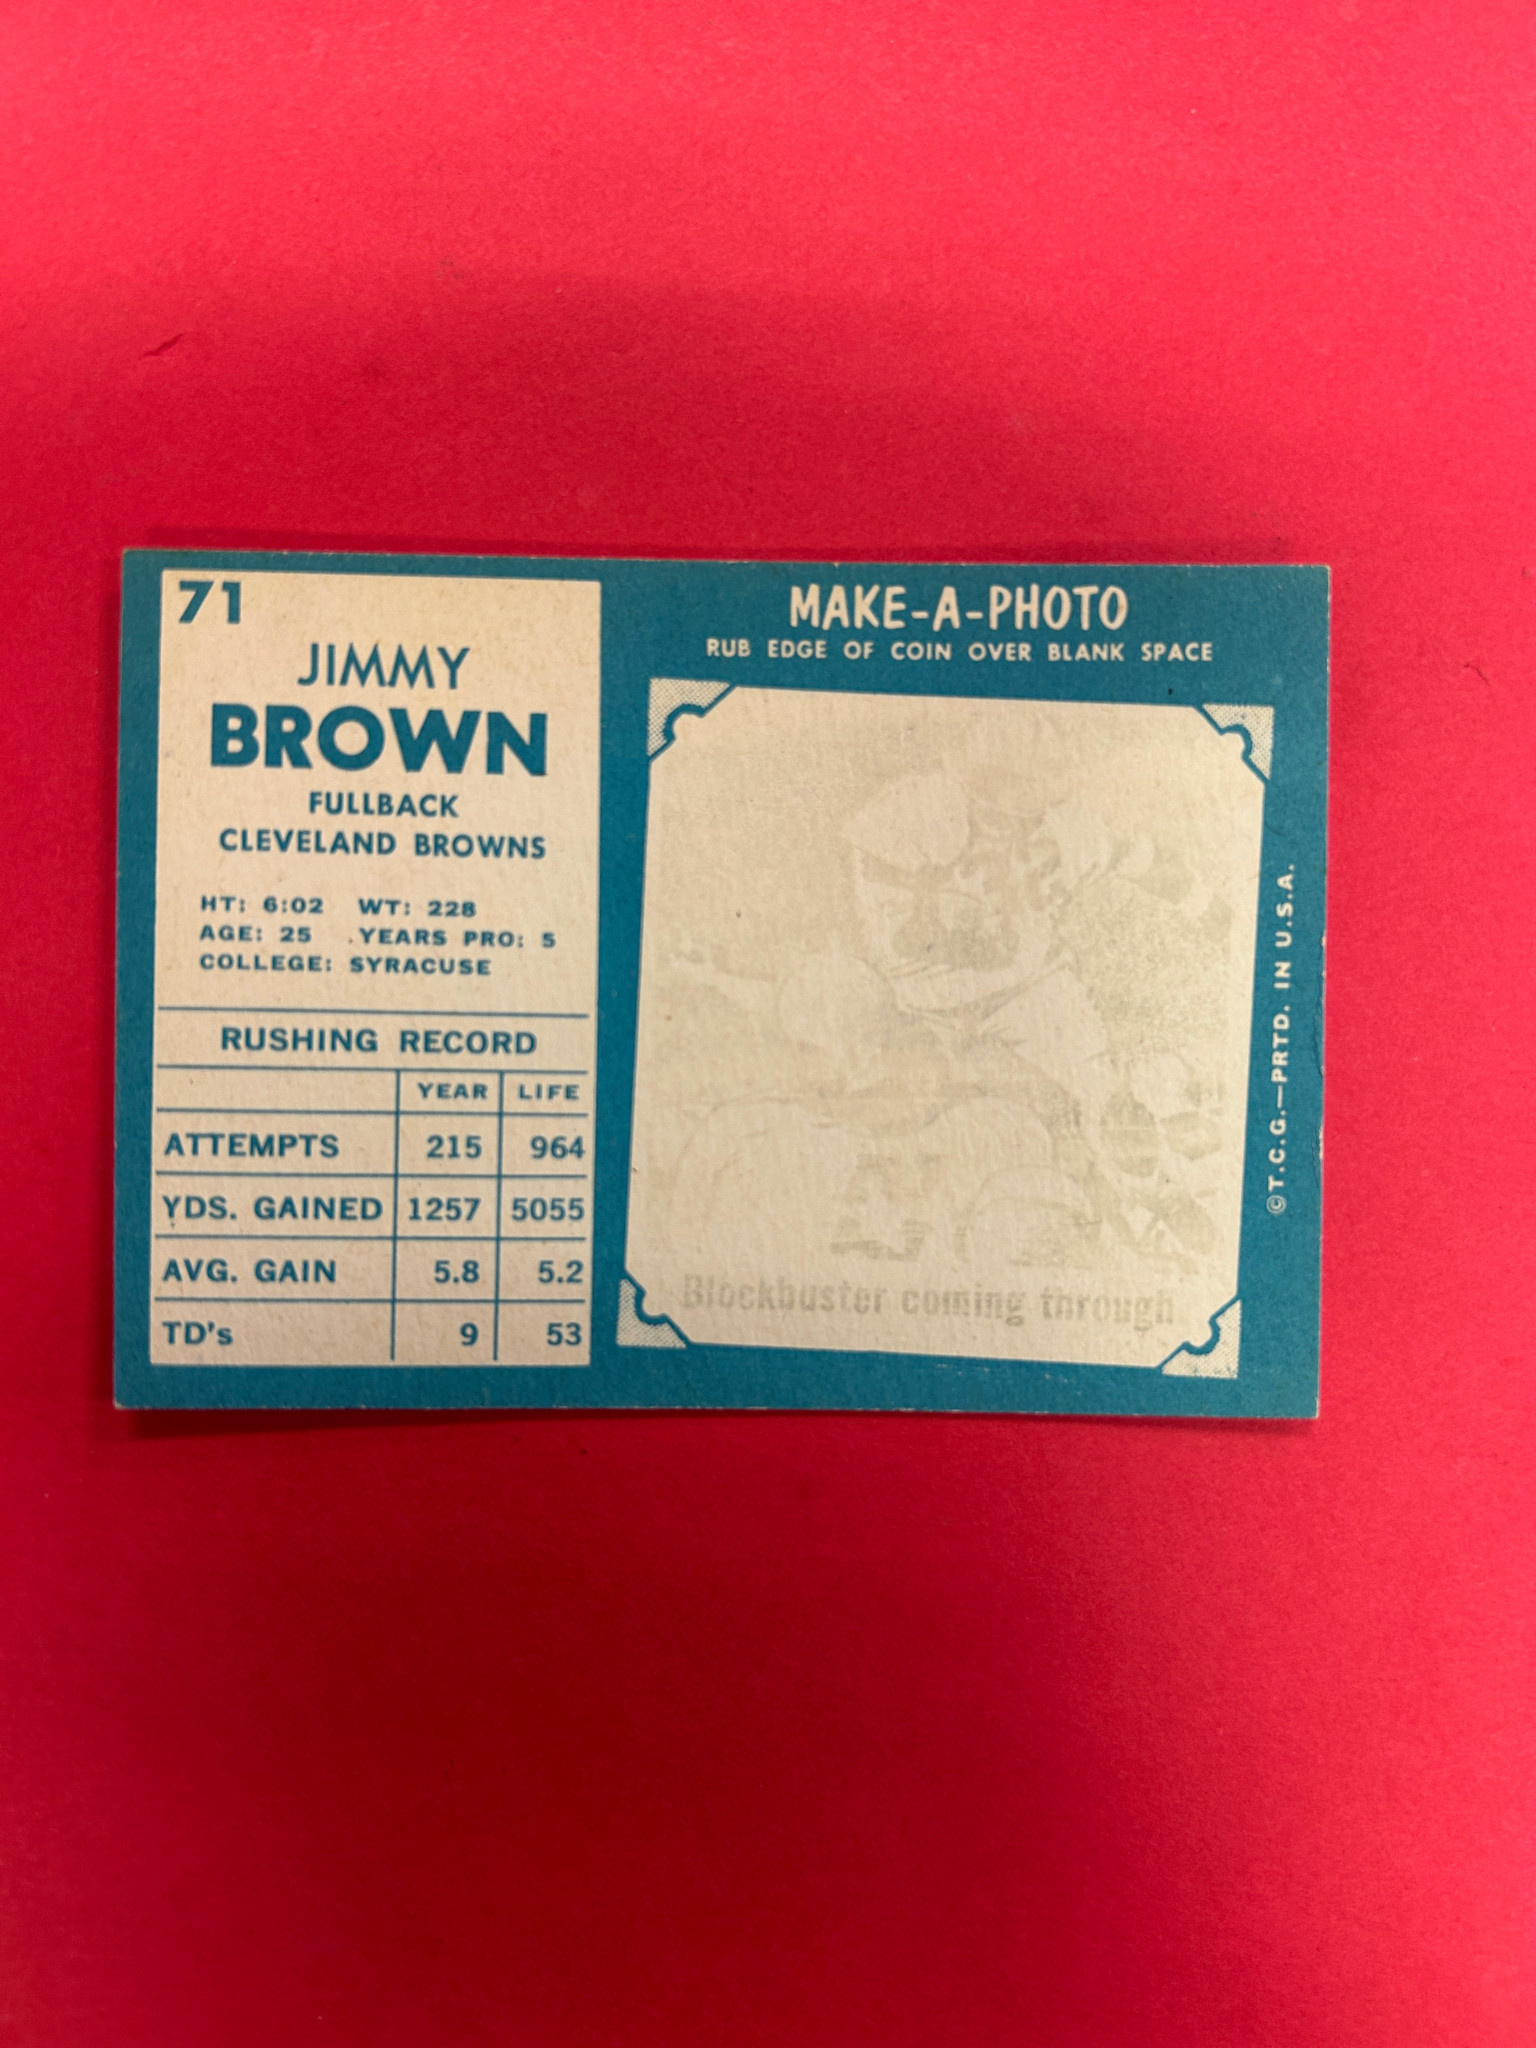 71
JIMMY
BROWN
FULLBACK
CLEVELAND BROWNS
HT: 6:02 WT: 228
AGE: 25 YEARS PRO: 5
COLLEGE: SYRACUSE
RUSHING RECORD
YEAR LIFE
ATTEMPTS 215 964
YDS. GAINED 1257 5055
AVG. GAIN 5.8 5.2
TD's 9 53
MAKE-A-PHOTO
RUB EDGE OF COIN OVER BLANK SPACE
Blockbuster coming through
©T.C.G.—PRTD. IN U.S.A.